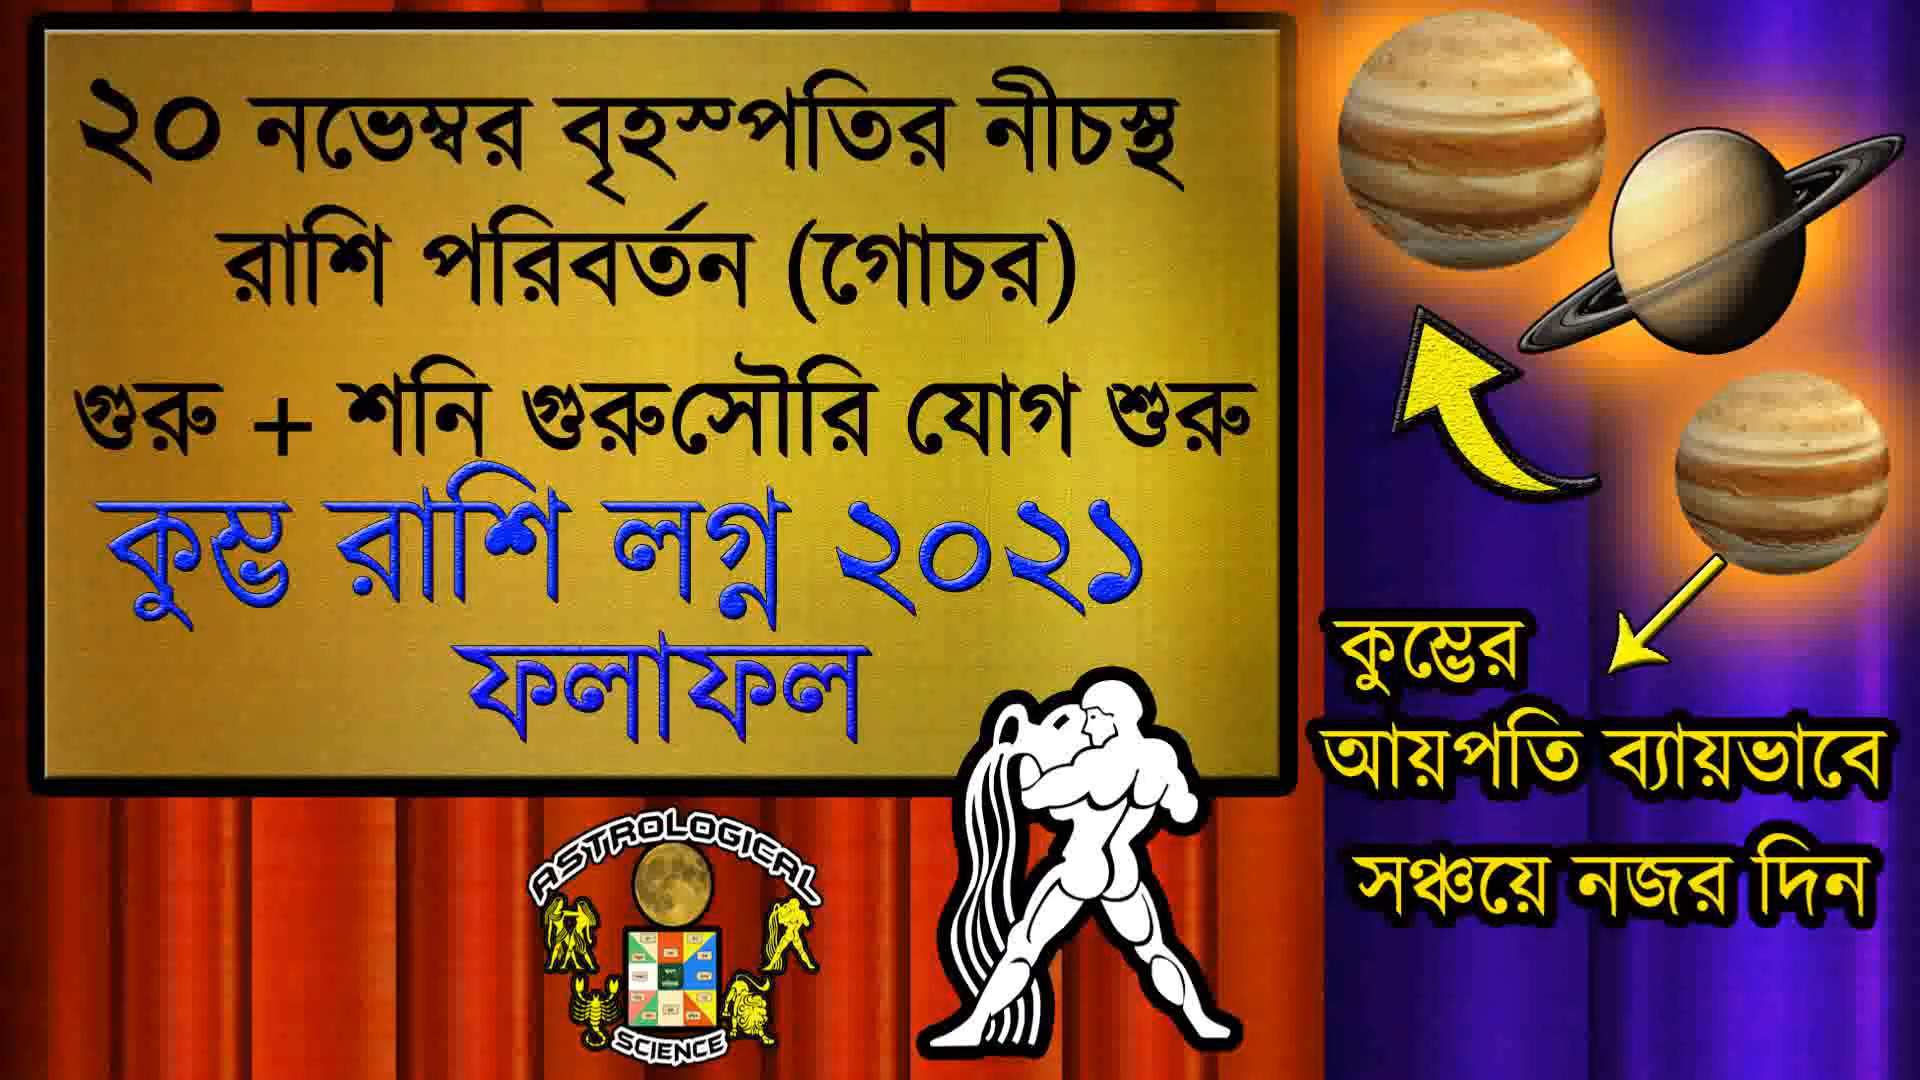 ২০ নভেম্বর বৃহস্পতির নীচস্থ
রাশি পরিবর্তন (গোচর)
গুরু + শনি গুরুসৌরি যোগ শুরু
কুম্ভ রাশি লগ্ন ২০২১
ফলাফল
কুম্ভের
আয়পতি ব্যায়ভাবে
সঞ্চয়ে নজর দিন
ASTROLOGICAL
SCIENCE